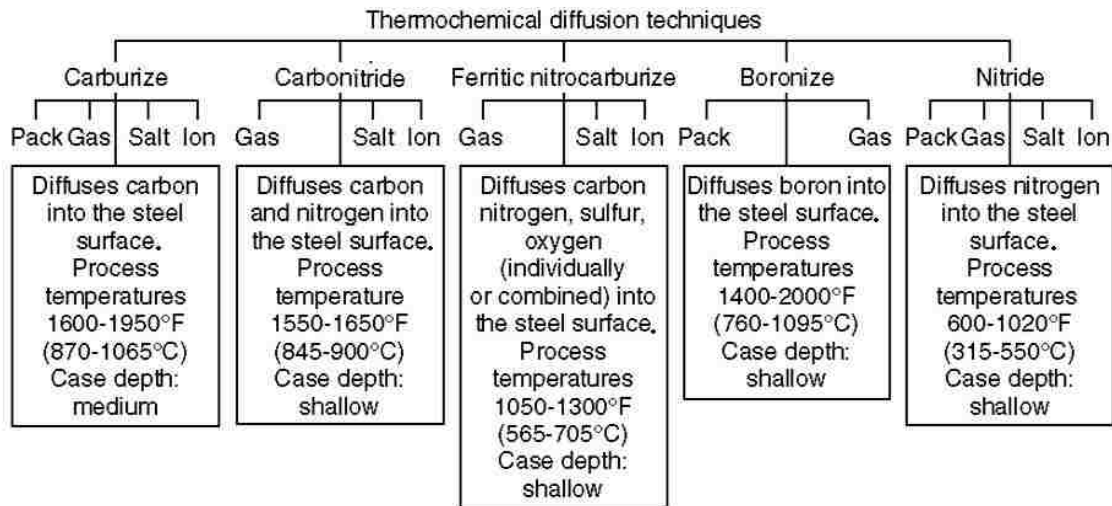 Thermochemical diffusion techniques
Carburize
Carbonitride
Ferritic nitrocarburize
Boronize
Nitride
Pack Gas Salt Ion
Gas Salt Ion
Gas Salt Ion
Pack Gas
Pack Gas Salt Ion
Diffuses carbon
into the steel
surface.
Process
temperatures
1600-1950°F
(870-1065°C)
Case depth:
medium
Diffuses carbon
and nitrogen into
the steel surface.
Process
temperature
1550-1650°F
(845-900°C)
Case depth:
shallow
Diffuses carbon
nitrogen, sulfur,
oxygen
(individually
or combined) into
the steel surface.
Process
temperatures
1050-1300°F
(565-705°C)
Case depth:
shallow
Diffuses boron into
the steel surface.
Process
temperatures
1400-2000°F
(760-1095°C)
Case depth:
shallow
Diffuses nitrogen
into the steel
surface.
Process
temperatures
600-1020°F
(315-550°C)
Case depth:
shallow